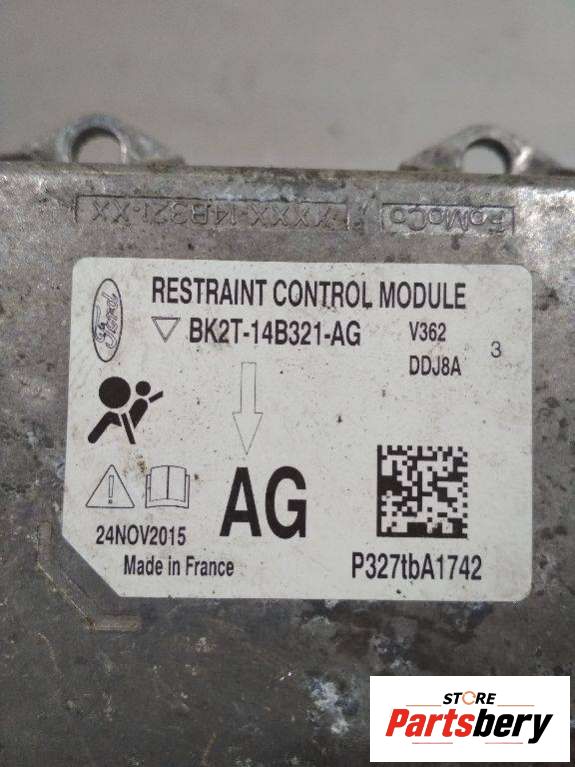 XXXX-14B321-XX FoMoCo
Ford
RESTRAINT CONTROL MODULE
BK2T-14B321-AG V362
DDJ8A 3
AG
24NOV2015
Made in France P327tbA1742
STORE
Partsbery